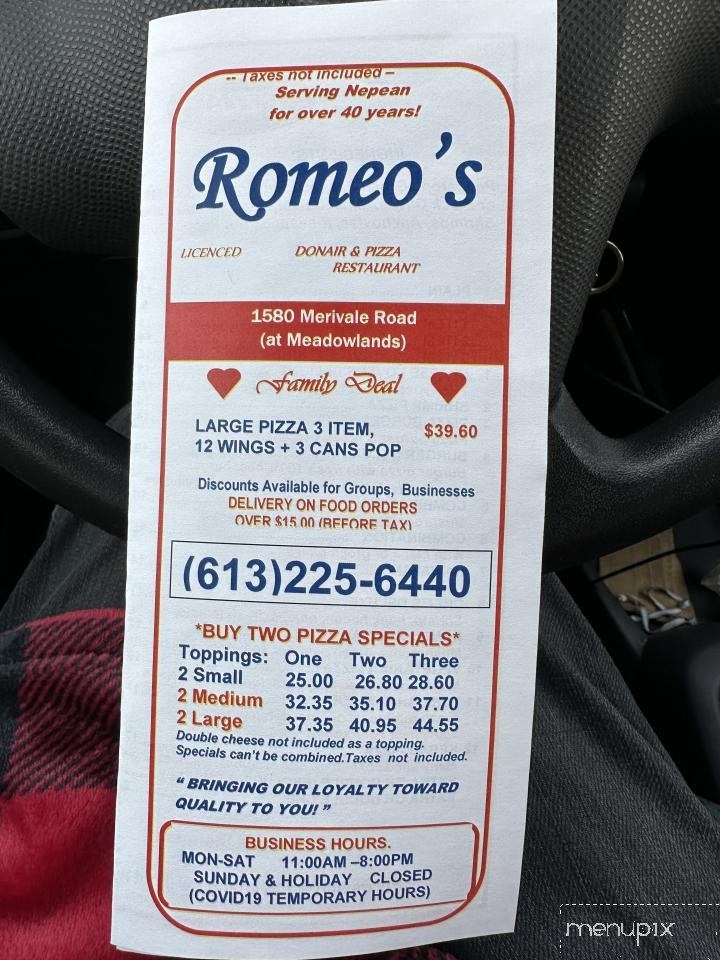 -- Taxes not included –
Serving Nepean
for over 40 years!
Romeo's
LICENCED DONAIR & PIZZA
RESTAURANT
1580 Merivale Road
(at Meadowlands)
Family Deal
LARGE PIZZA 3 ITEM, $39.60
12 WINGS + 3 CANS POP
Discounts Available for Groups, Businesses
DELIVERY ON FOOD ORDERS
OVER $15.00 (BEFORE TAX)
(613)225-6440
*BUY TWO PIZZA SPECIALS*
Toppings: One Two Three
2 Small 25.00 26.80 28.60
2 Medium 32.35 35.10 37.70
2 Large 37.35 40.95 44.55
Double cheese not included as a topping.
Specials can't be combined.Taxes not included.
“ BRINGING OUR LOYALTY TOWARD
QUALITY TO YOU! ”
BUSINESS HOURS.
MON-SAT 11:00AM –8:00PM
SUNDAY & HOLIDAY CLOSED
(COVID19 TEMPORARY HOURS)
menupix